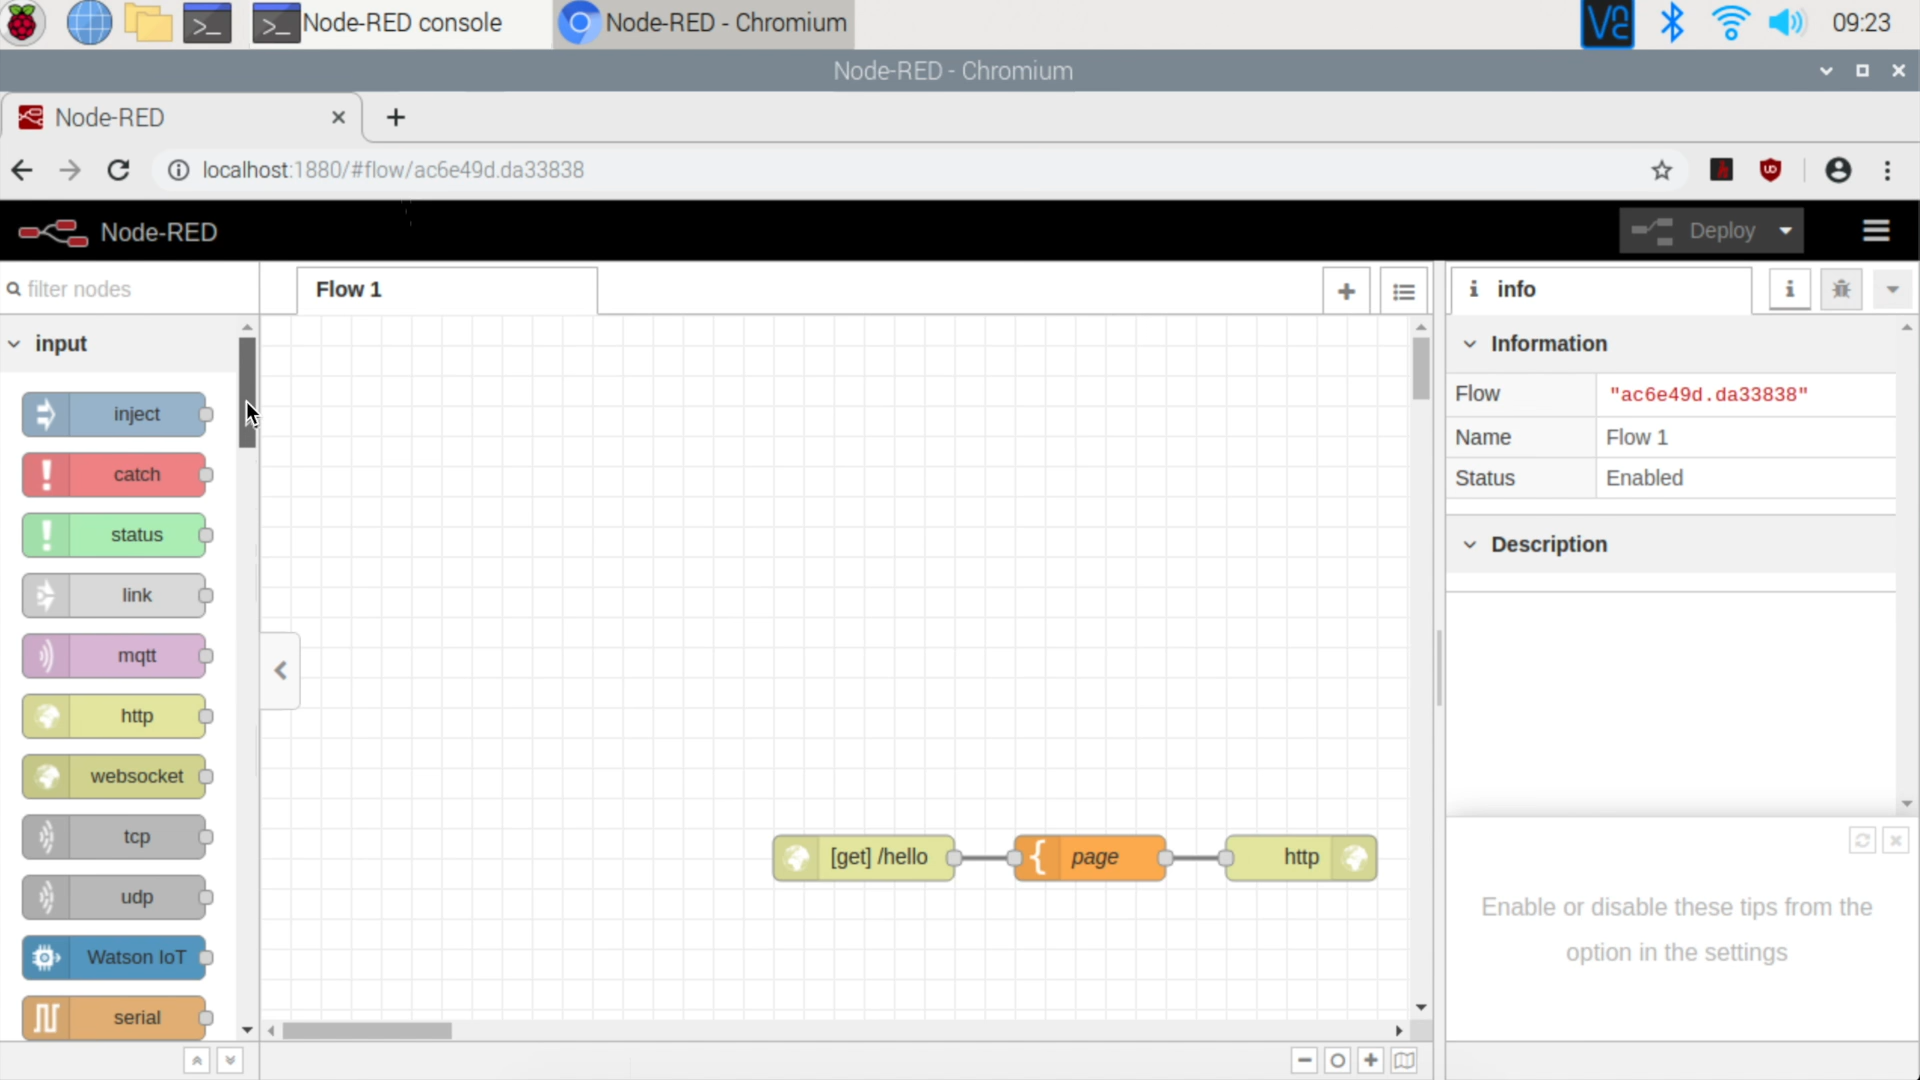 Node-RED console
Node-RED - Chromium
09:23
Node-RED - Chromium
Node-RED
localhost:1880/#flow/ac6e49d.da33838
Node-RED
Deploy
filter nodes
Flow 1
info
input
inject
catch
status
link
mqtt
http
websocket
tcp
udp
Watson IoT
serial
[get] /hello
page
http
Information
Flow "ac6e49d.da33838"
Name Flow 1
Status Enabled
Description
Enable or disable these tips from the
option in the settings